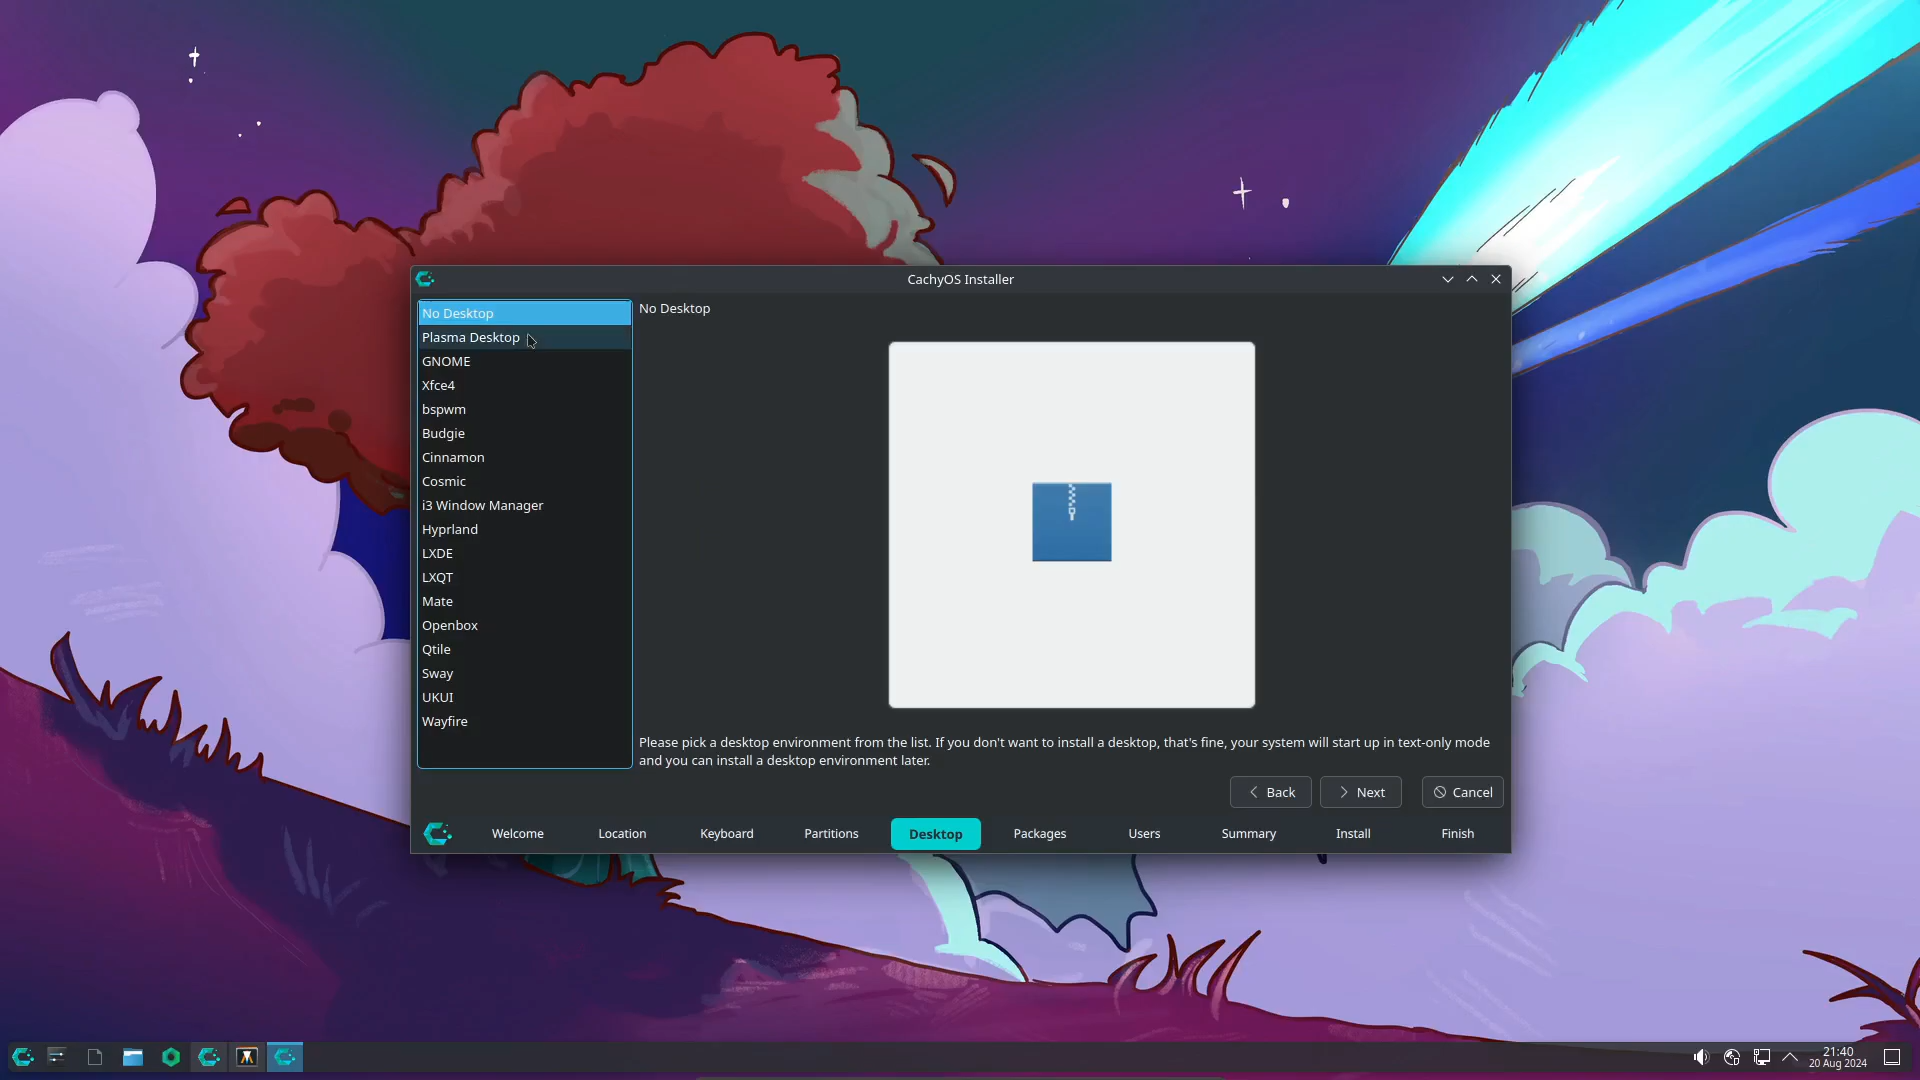 CachyOS Installer
No Desktop
Plasma Desktop
GNOME
Xfce4
bspwm
Budgie
Cinnamon
Cosmic
i3 Window Manager
Hyprland
LXDE
LXQT
Mate
Openbox
Qtile
Sway
UKUI
Wayfire
No Desktop
Please pick a desktop environment from the list. If you don't want to install a desktop, that's fine, your system will start up in text-only mode
and you can install a desktop environment later.
Back Next Cancel
Welcome Location Keyboard Partitions Desktop Packages Users Summary Install Finish
21:40
20 Aug 2024